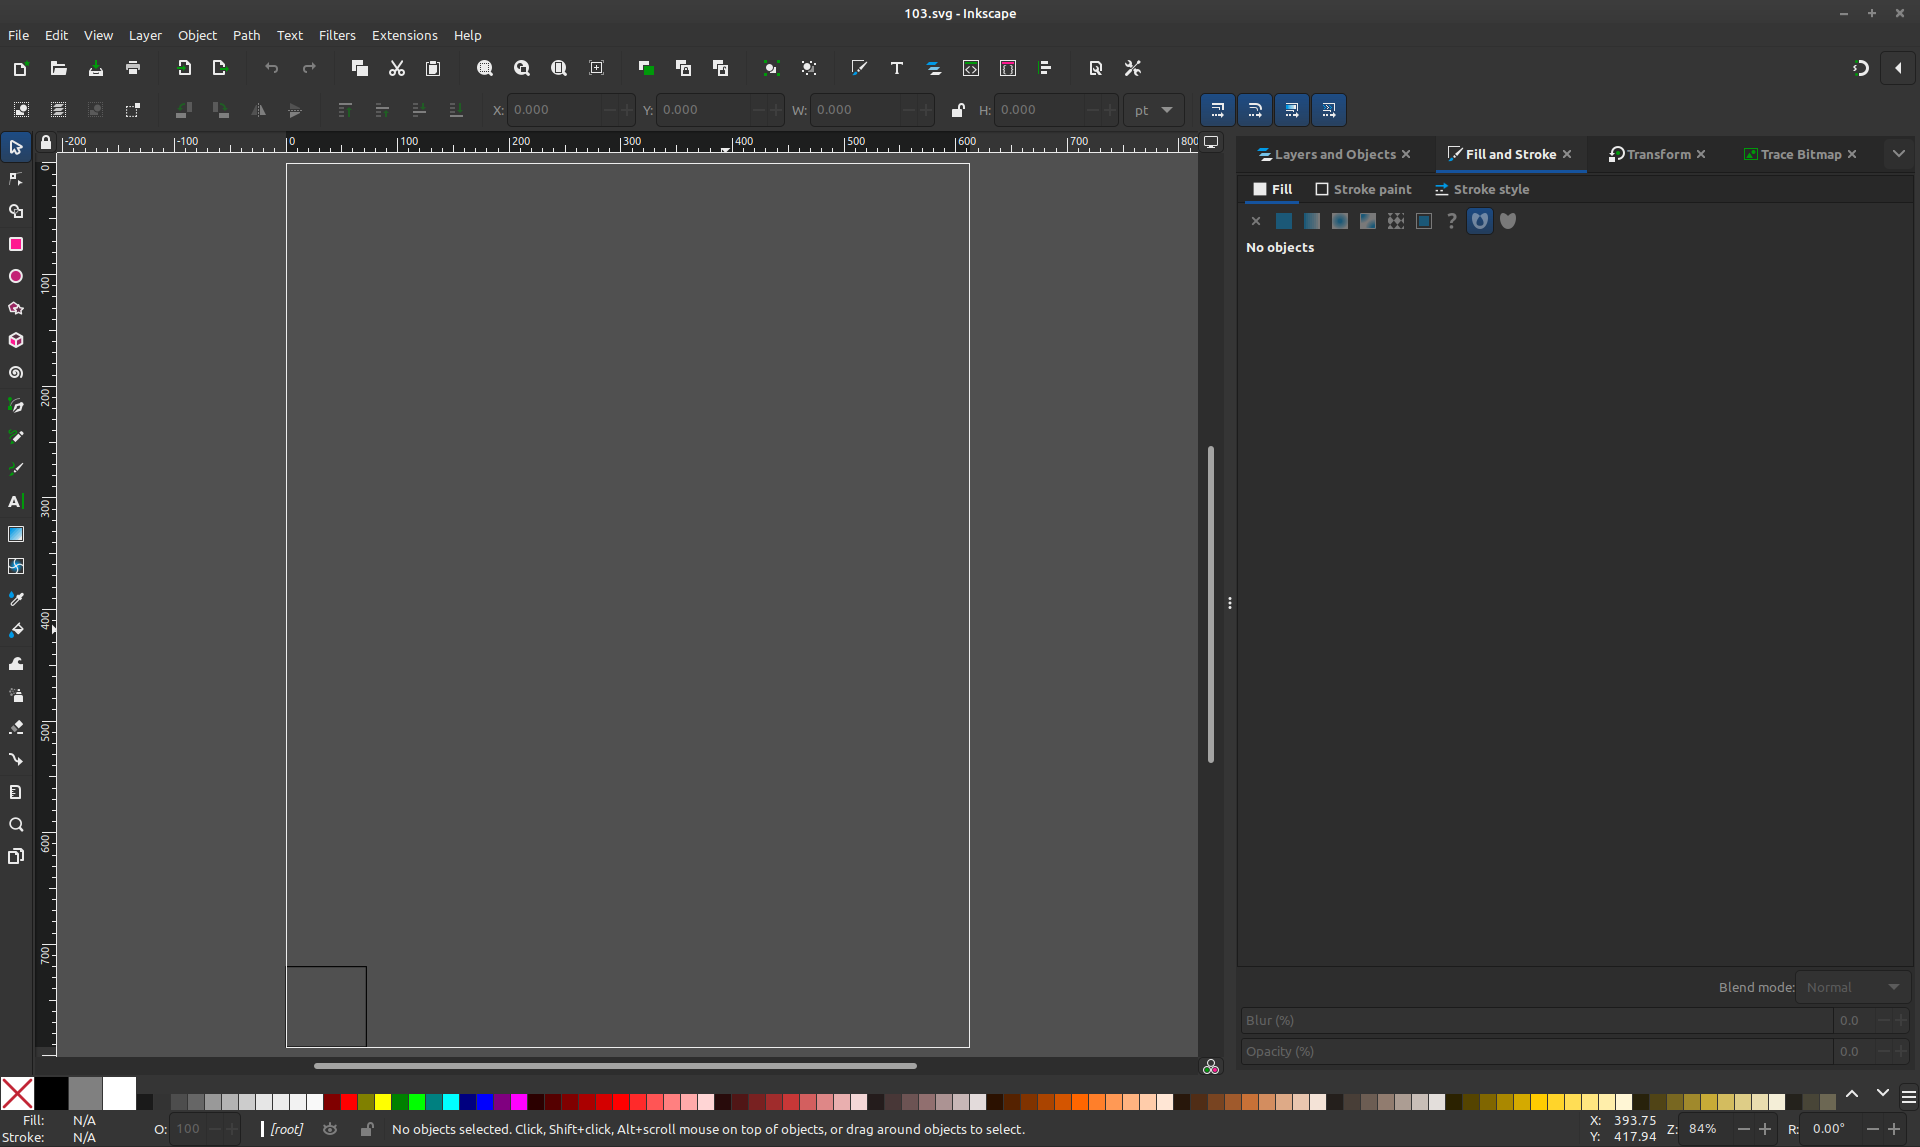 103.svg - Inkscape
File Edit View Layer Object Path Text Filters Extensions Help
X: 0.000 Y: 0.000 W: 0.000 H: 0.000 pt
-200 -100 0 100 200 300 400 500 600 700 800
0
100
200
300
400
500
600
700
Layers and Objects Fill and Stroke Transform Trace Bitmap
Fill Stroke paint Stroke style
?
No objects
Blend mode: Normal
Blur (%) 0.0
Opacity (%) 0.0
Fill: N/A
Stroke: N/A
O: 100
[root]
No objects selected. Click, Shift+click, Alt+scroll mouse on top of objects, or drag around objects to select.
X: 393.75
Y: 417.94
Z: 84%
R: 0.00°